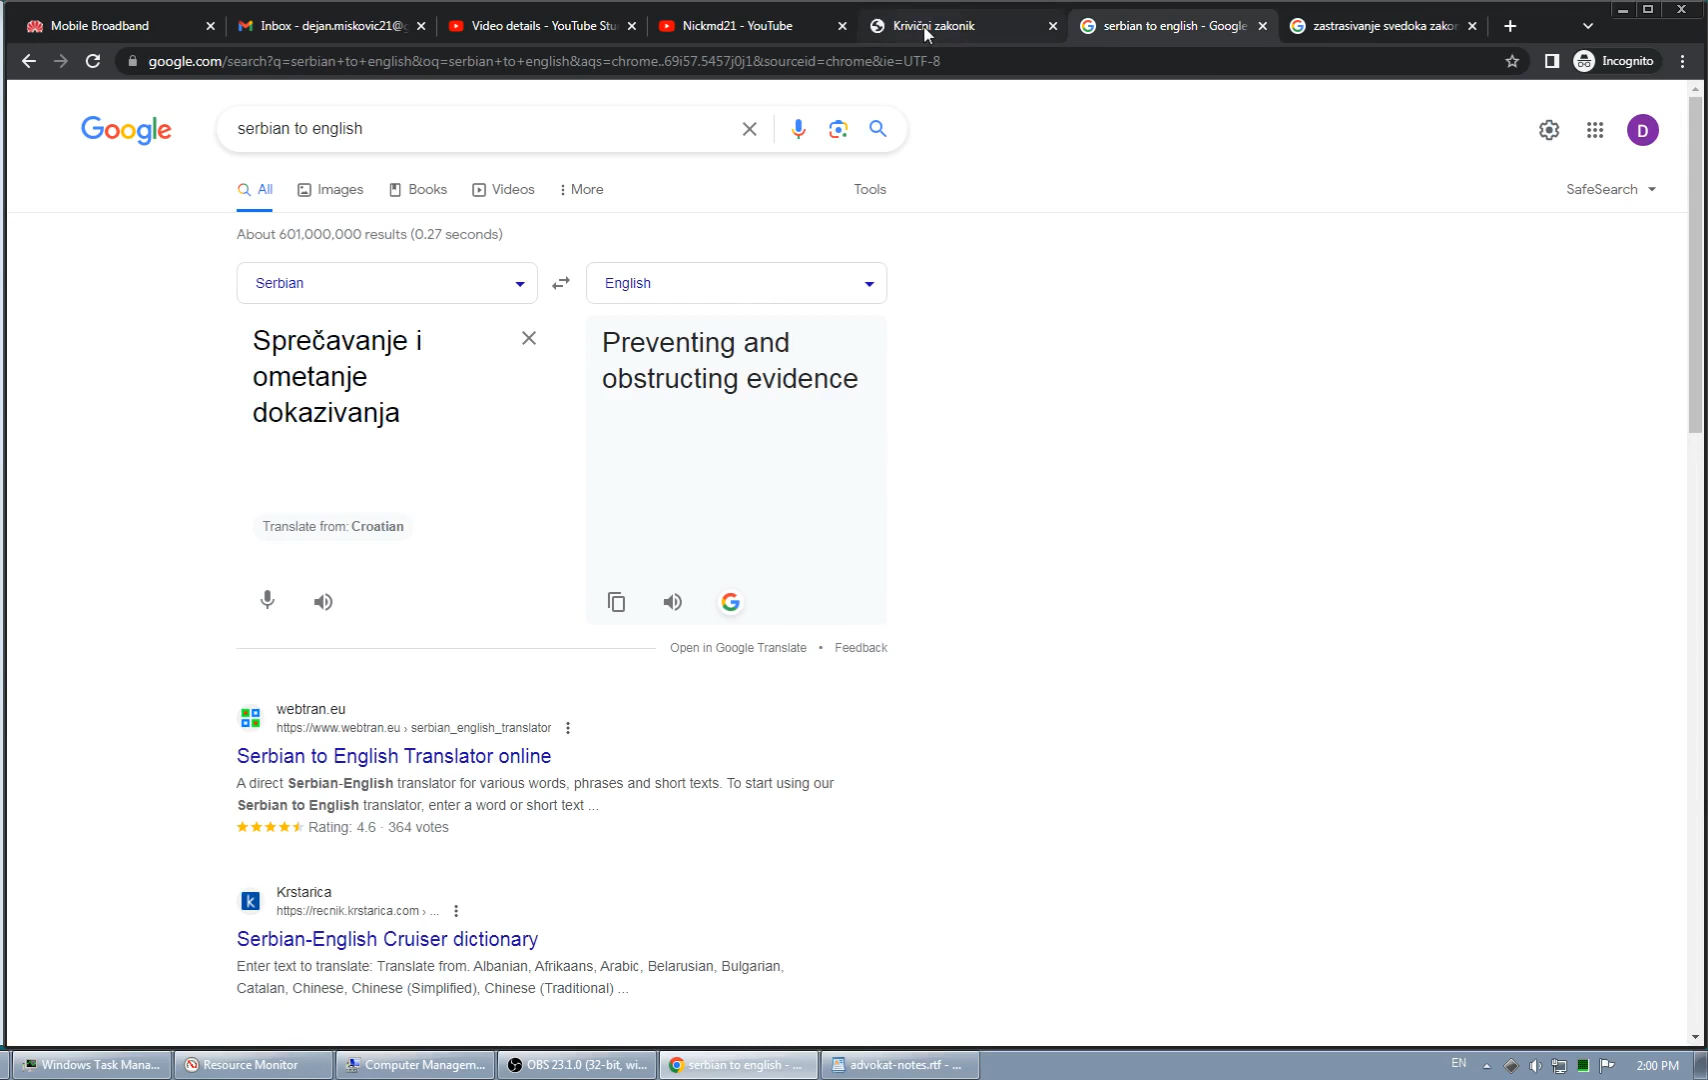 Mobile Broadband
Inbox - dejan.miskovic21@g
Video details - YouTube Stu
Nickmd21 - YouTube
Krivični zakonik
serbian to english - Google
zastrasivanje svedoka zakon
google.com/search?q=serbian+to+english&oq=serbian+to+english&aqs=chrome..69i57.5457j0j1&sourceid=chrome&ie=UTF-8
Incognito
Google
serbian to english
D
All
Images
Books
Videos
More
Tools
SafeSearch
About 601,000,000 results (0.27 seconds)
Serbian
English
Sprečavanje i
ometanje
dokazivanja
Preventing and
obstructing evidence
Translate from: Croatian
Open in Google Translate • Feedback
webtran.eu
https://www.webtran.eu › serbian_english_translator
Serbian to English Translator online
A direct Serbian-English translator for various words, phrases and short texts. To start using our
Serbian to English translator, enter a word or short text ...
Rating: 4.6 · 364 votes
k
Krstarica
https://recnik.krstarica.com › ...
Serbian-English Cruiser dictionary
Enter text to translate: Translate from. Albanian, Afrikaans, Arabic, Belarusian, Bulgarian,
Catalan, Chinese, Chinese (Simplified), Chinese (Traditional) ...
Windows Task Mana...
Resource Monitor
Computer Managem...
OBS 23.1.0 (32-bit, wi...
serbian to english - ...
advokat-notes.rtf - ...
EN
2:00 PM